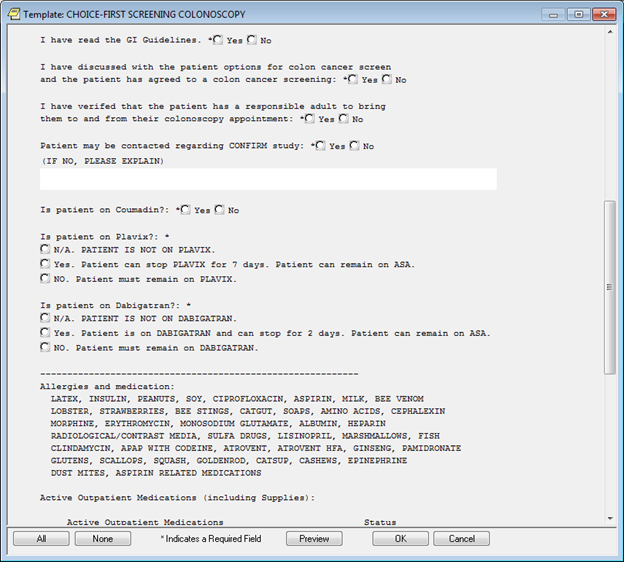 Template: CHOICE-FIRST SCREENING COLONOSCOPY
I have read the GI Guidelines. * Yes No
I have discussed with the patient options for colon cancer screen
and the patient has agreed to a colon cancer screening: * Yes No
I have verifed that the patient has a responsible adult to bring
them to and from their colonoscopy appointment: * Yes No
Patient may be contacted regarding CONFIRM study: * Yes No
(IF NO, PLEASE EXPLAIN)
Is patient on Coumadin?: * Yes No
Is patient on Plavix?: *
N/A. PATIENT IS NOT ON PLAVIX.
Yes. Patient can stop PLAVIX for 7 days. Patient can remain on ASA.
NO. Patient must remain on PLAVIX.
Is patient on Dabigatran?: *
N/A. PATIENT IS NOT ON DABIGATRAN.
Yes. Patient is on DABIGATRAN and can stop for 2 days. Patient can remain on ASA.
NO. Patient must remain on DABIGATRAN.
------------------------------------------------------------
Allergies and medication:
LATEX, INSULIN, PEANUTS, SOY, CIPROFLOXACIN, ASPIRIN, MILK, BEE VENOM
LOBSTER, STRAWBERRIES, BEE STINGS, CATGUT, SOAPS, AMINO ACIDS, CEPHALEXIN
MORPHINE, ERYTHROMYCIN, MONOSODIUM GLUTAMATE, ALBUMIN, HEPARIN
RADIOLOGICAL/CONTRAST MEDIA, SULFA DRUGS, LISINOPRIL, MARSHMALLOWS, FISH
CLINDAMYCIN, APAP WITH CODEINE, ATROVENT, ATROVENT HFA, GINSENG, PAMIDRONATE
GLUTENS, SCALLOPS, SQUASH, GOLDENROD, CATSUP, CASHEWS, EPINEPHRINE
DUST MITES, ASPIRIN RELATED MEDICATIONS
Active Outpatient Medications (including Supplies):
Active Outpatient Medications Status
All None * Indicates a Required Field Preview OK Cancel